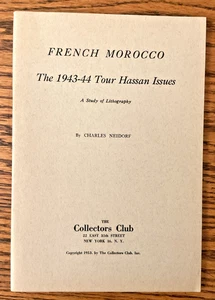 FRENCH MOROCCO
The 1943-44 Tour Hassan Issues
A Study of Lithography
By CHARLES NEIDORF
THE
Collectors Club
22 EAST 35th STREET
NEW YORK 16, N. Y.
Copyright 1954, by The Collectors Club, Inc.